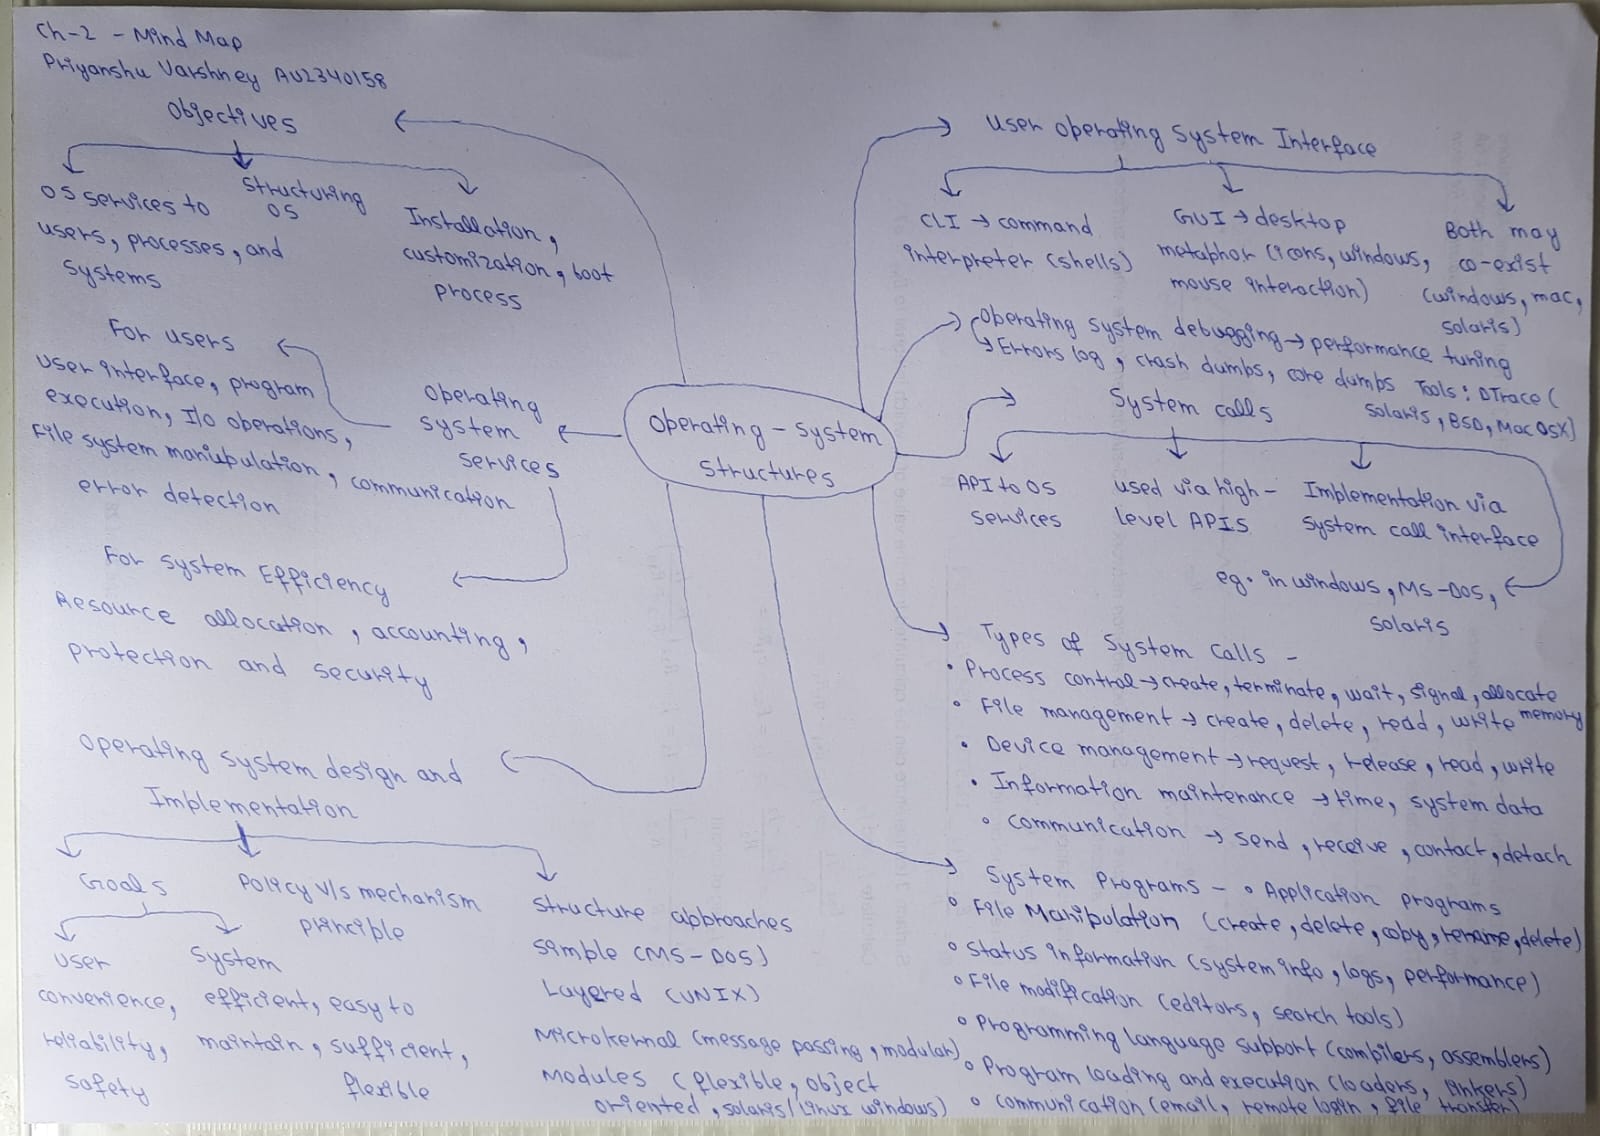 Ch-2 - Mind Map
Priyanshu Varshney AU2340158
Objectives
OS services to
users, processes, and
systems
structuring
OS
Installation,
customization, boot
process
For users
User interface, program
execution, I/O operations,
File system manipulation, communication
error detection
Operating
system
services
For system Efficiency
Resource allocation, accounting,
protection and security
Operating system design and
Implementation
Goals
User
convenience,
reliability,
safety
System
efficient, easy to
maintain, sufficient,
flexible
Policy v/s mechanism
principle
structure approaches
simple (MS-DOS)
Layered (UNIX)
Microkernal (message passing, modular)
Modules (flexible, object
oriented, solaris/linux windows)
Operating-system
structures
User operating system Interface
CLI → command
interpreter (shells)
GUI → desktop
metaphor (icons, windows,
mouse interaction)
Both may
co-exist
(windows, mac,
solaris)
Operating system debugging → performance tuning
Errors log, crash dumps, core dumps Tools: DTrace (
solaris, BSD, Mac OSX)
System calls
API to OS
services
used via high-
level APIS
Implementation via
system call interface
eg. in windows, MS-DOS,
solaris
Types of System Calls -
• Process control → create, terminate, wait, signal, allocate
memory
• File management → create, delete, read, write
• Device management → request, release, read, write
• Information maintenance → time, system data
• Communication → send, receive, contact, detach
System Programs - • Application programs
• File Manipulation (create, delete, copy, rename, delete)
• Status information (system info, logs, performance)
• File modification (editors, search tools)
• Programming language support (compilers, assemblers)
• Program loading and execution (loaders, linkers)
• Communication (email, remote login, file transfer)